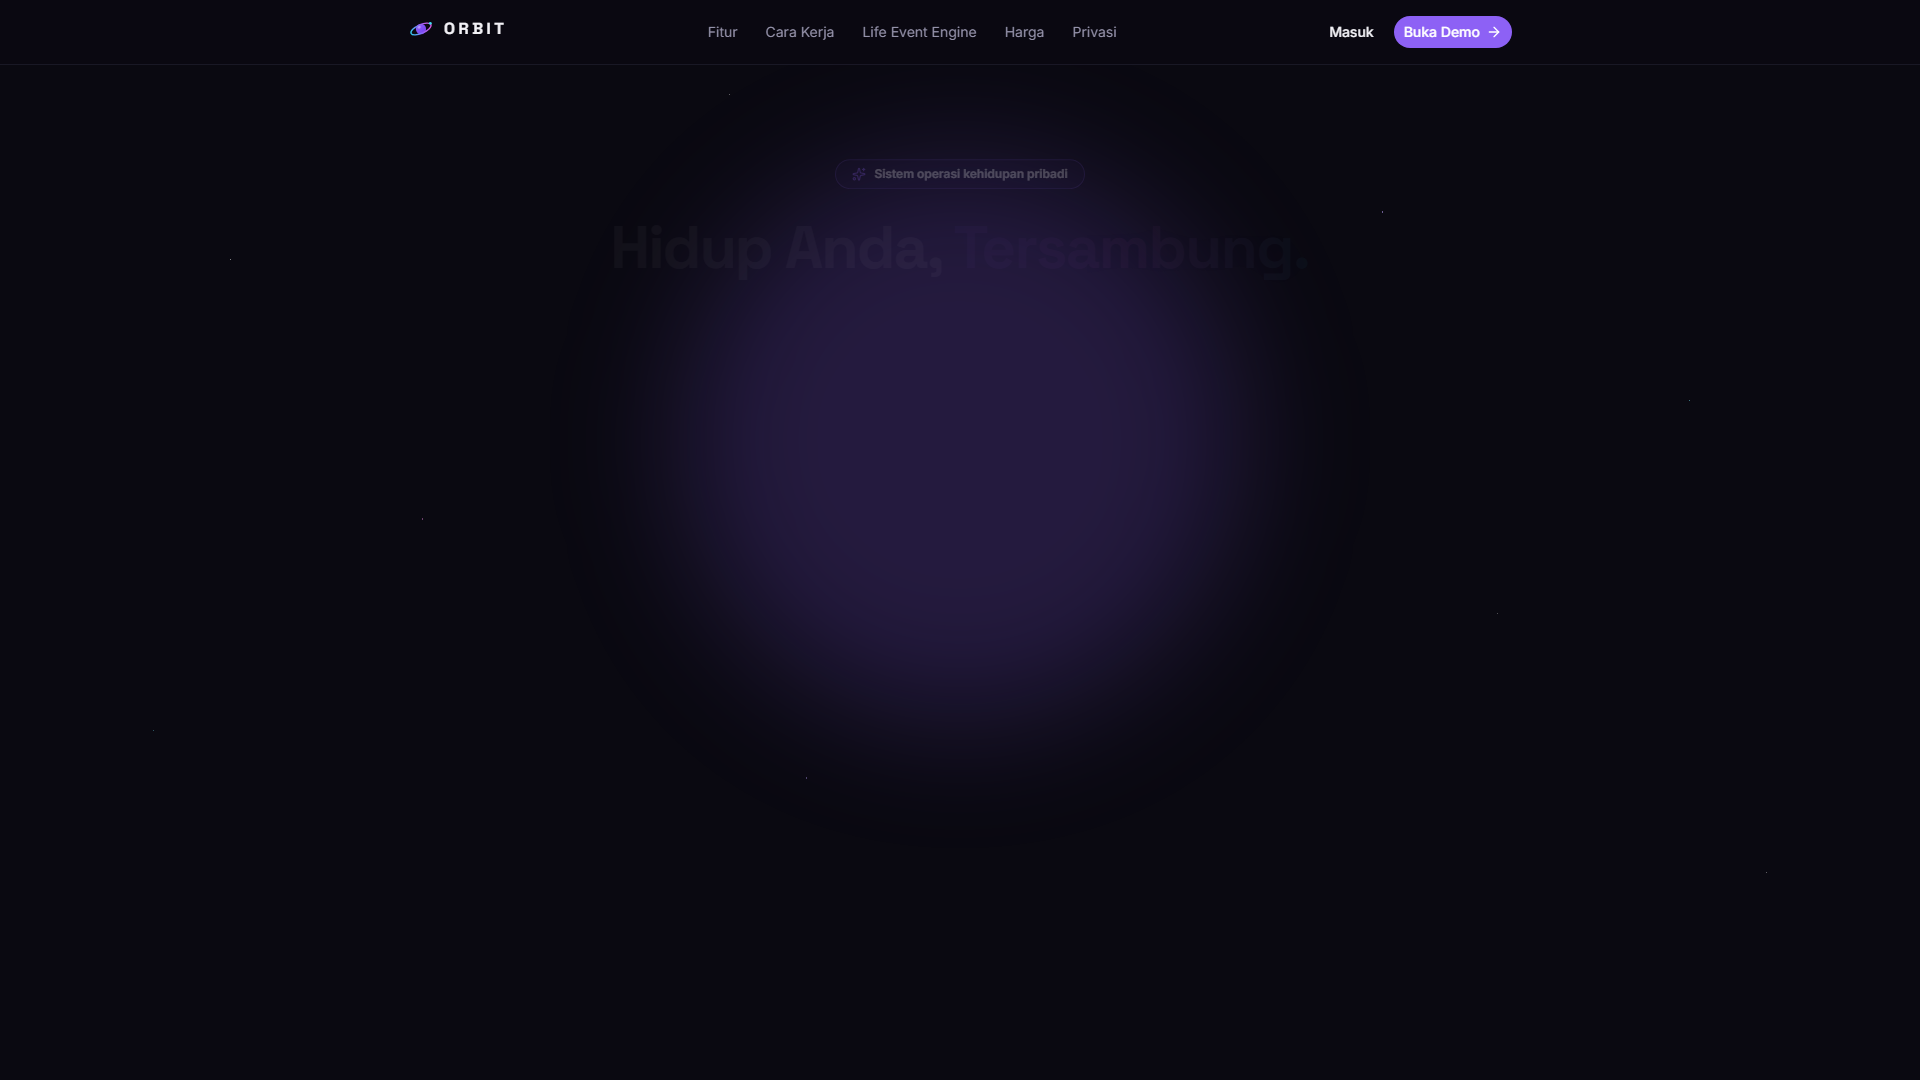 ORBIT
Fitur
Cara Kerja
Life Event Engine
Harga
Privasi
Masuk
Buka Demo
Sistem operasi kehidupan pribadi
Hidup Anda, Tersambung.